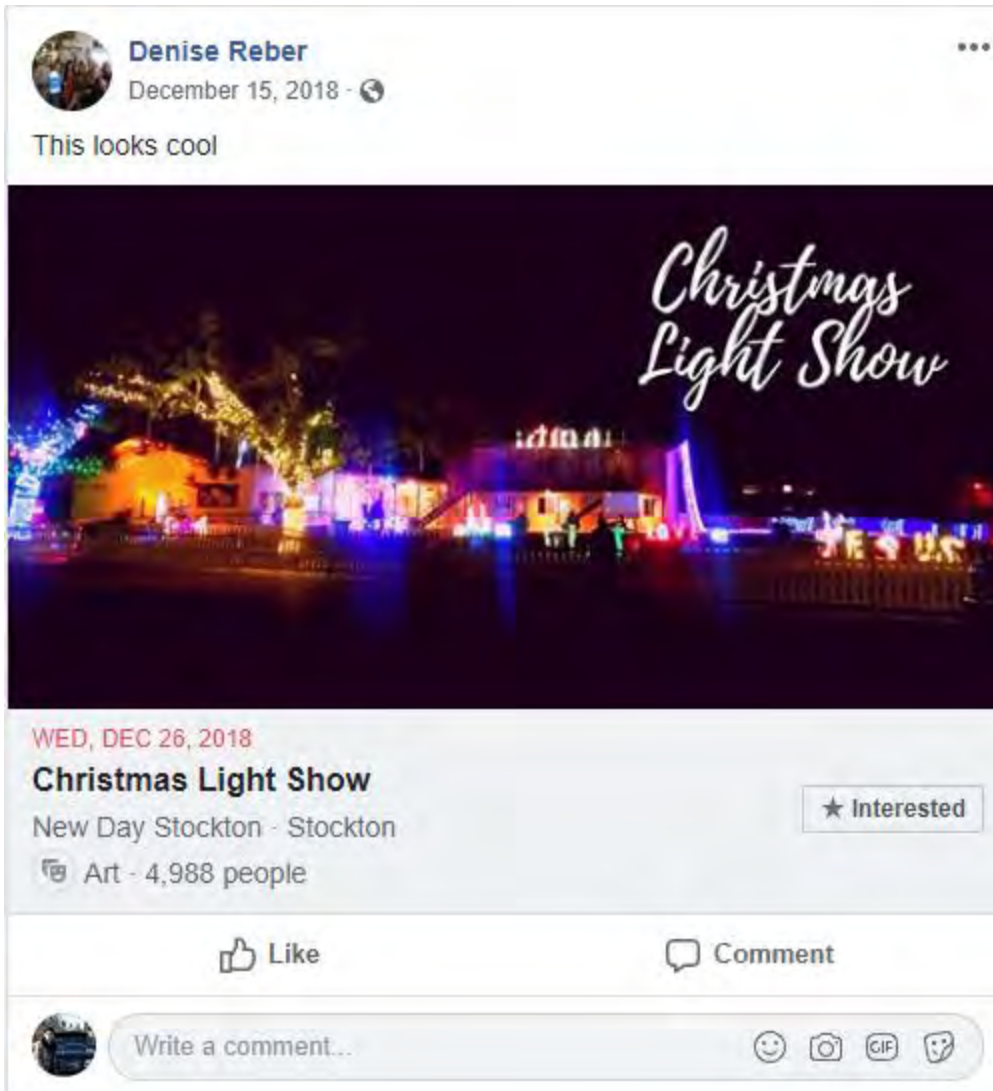 Denise Reber
December 15, 2018 ·
This looks cool
Christmas
Light Show
JESUS
WED, DEC 26, 2018
Christmas Light Show
New Day Stockton · Stockton
★ Interested
Art · 4,988 people
Like
Comment
Write a comment...
GIF